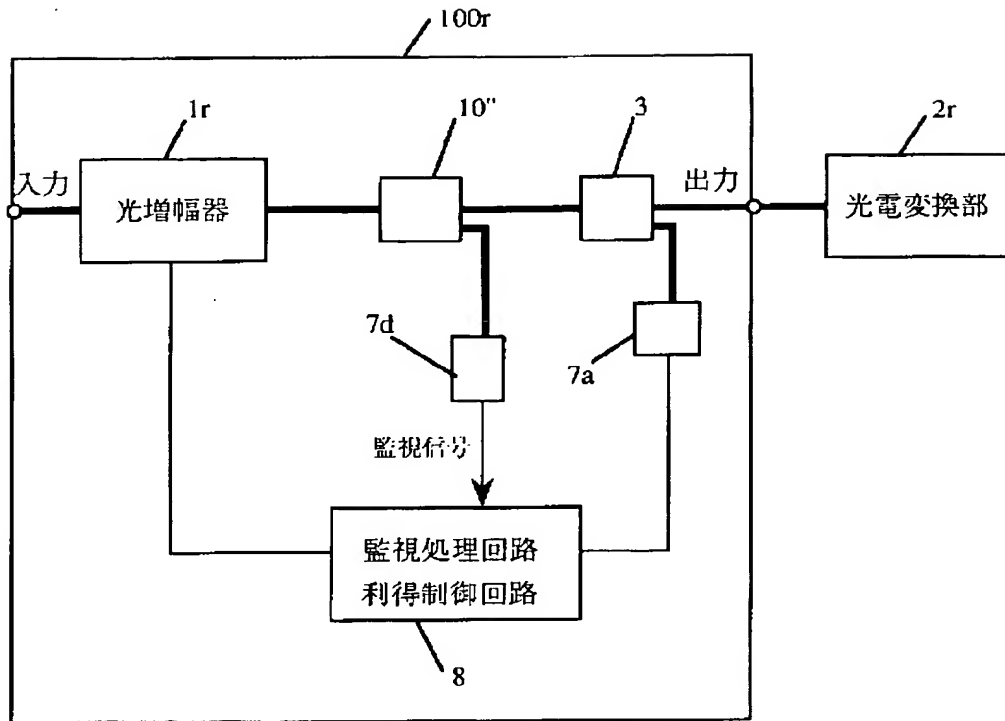 100r
1r
10"
3
2r
入力
光増幅器
出力
光電変換部
7d
7a
監視信号
監視処理回路
利得制御回路
8